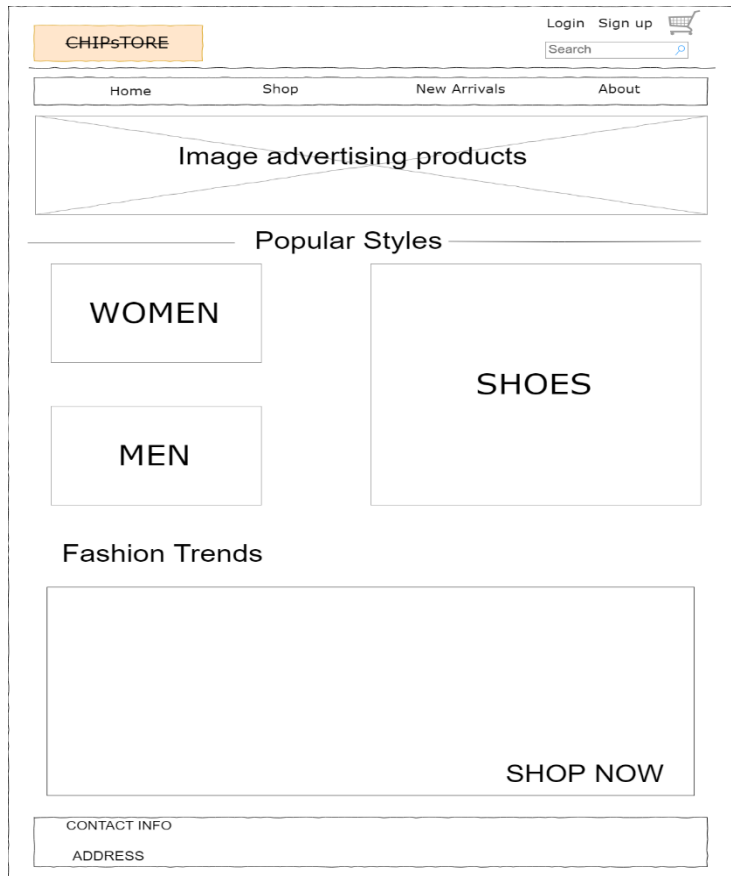 Login Sign up
CHIPsTORE
Search
Home Shop New Arrivals About
Image advertising products
Popular Styles
WOMEN
SHOES
MEN
Fashion Trends
SHOP NOW
CONTACT INFO
ADDRESS